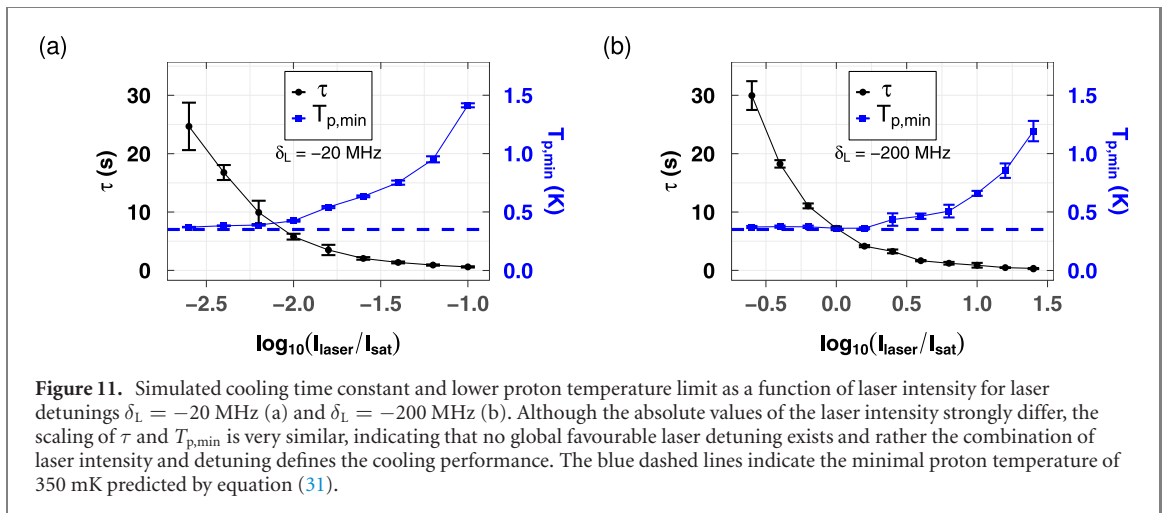 (a)
(b)
30
20
10
0
τ (s)
τ
Tp,min
δL = −20 MHz
1.5
1.0
0.5
0.0
Tp,min (K)
−2.5 −2.0 −1.5 −1.0
log10(Ilaser/Isat)
30
20
10
0
τ (s)
τ
Tp,min
δL = −200 MHz
1.5
1.0
0.5
0.0
Tp,min (K)
−0.5 0.0 0.5 1.0 1.5
log10(Ilaser/Isat)
Figure 11. Simulated cooling time constant and lower proton temperature limit as a function of laser intensity for laser
detunings δL = −20 MHz (a) and δL = −200 MHz (b). Although the absolute values of the laser intensity strongly differ, the
scaling of τ and Tp,min is very similar, indicating that no global favourable laser detuning exists and rather the combination of
laser intensity and detuning defines the cooling performance. The blue dashed lines indicate the minimal proton temperature of
350 mK predicted by equation (31).